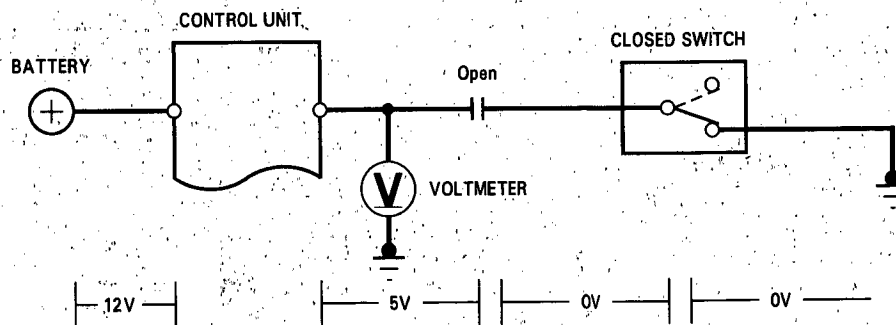 CONTROL UNIT
BATTERY
Open
CLOSED SWITCH
+
V VOLTMETER
12V 5V 0V 0V